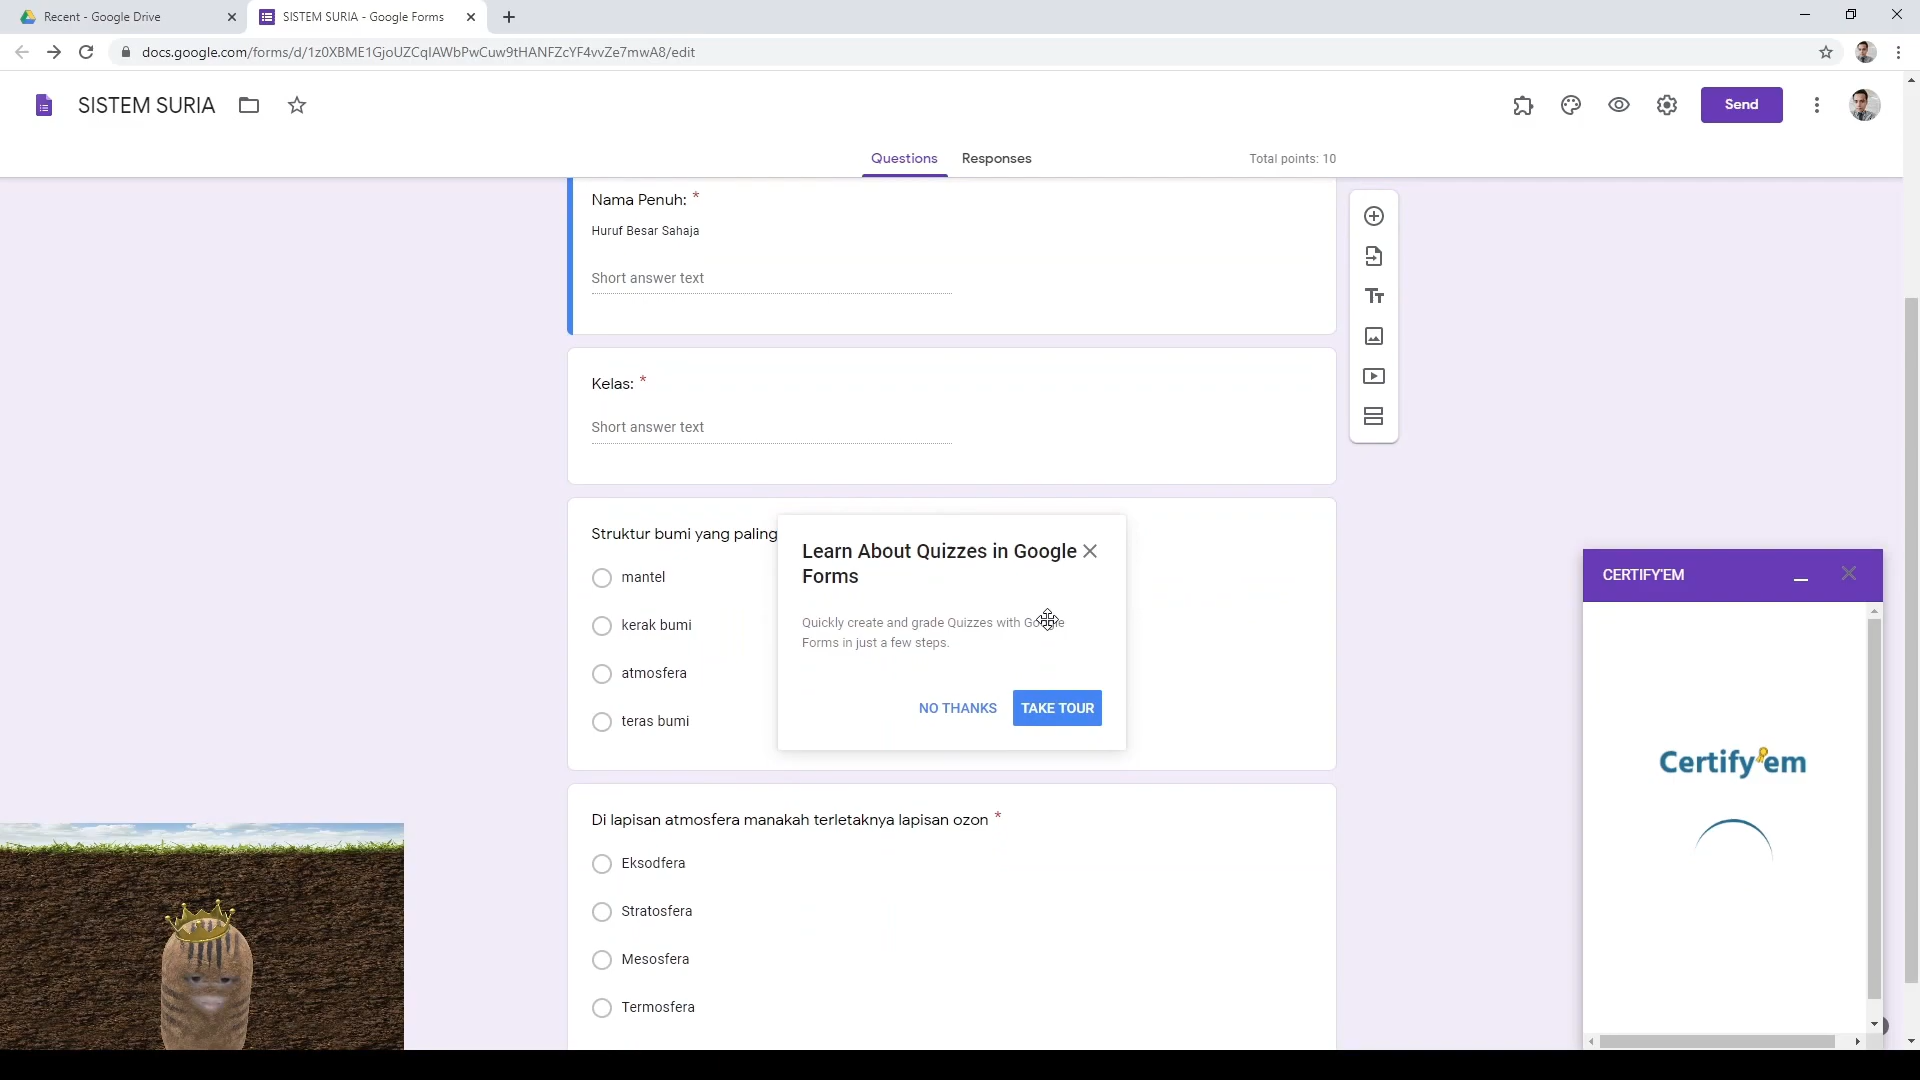 Recent - Google Drive
SISTEM SURIA - Google Forms
docs.google.com/forms/d/1z0XBME1GjoUZCqIAWbPwCuw9tHANFZcYF4vvZe7mwA8/edit
SISTEM SURIA
Send
Questions
Responses
Total points: 10
Nama Penuh: *
Huruf Besar Sahaja
Short answer text
Kelas: *
Short answer text
Struktur bumi yang paling
mantel
kerak bumi
atmosfera
teras bumi
Learn About Quizzes in Google
Forms
Quickly create and grade Quizzes with Google
Forms in just a few steps.
NO THANKS
TAKE TOUR
Di lapisan atmosfera manakah terletaknya lapisan ozon *
Eksodfera
Stratosfera
Mesosfera
Termosfera
CERTIFY'EM
Certify'em